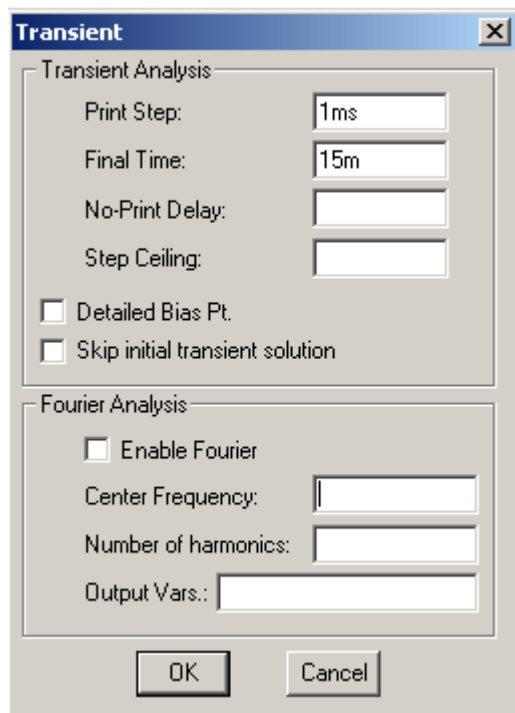 Transient
Transient Analysis
Print Step: 1ms
Final Time: 15m
No-Print Delay:
Step Ceiling:
Detailed Bias Pt.
Skip initial transient solution
Fourier Analysis
Enable Fourier
Center Frequency:
Number of harmonics:
Output Vars.:
OK Cancel